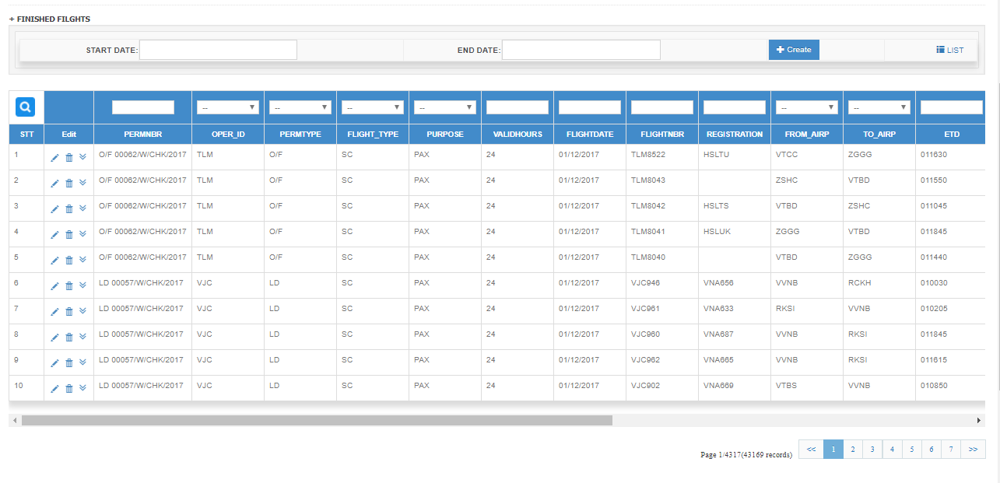 + FINISHED FILGHTS
START DATE: END DATE: + Create LIST
-- -- -- -- -- --
STT Edit PERMNBR OPER_ID PERMTYPE FLIGHT_TYPE PURPOSE VALIDHOURS FLIGHTDATE FLIGHTNBR REGISTRATION FROM_AIRP TO_AIRP ETD
1 O/F 00062/W/CHK/2017 TLM O/F SC PAX 24 01/12/2017 TLM8522 HSLTU VTCC ZGGG 011630
2 O/F 00062/W/CHK/2017 TLM O/F SC PAX 24 01/12/2017 TLM8043 ZSHC VTBD 011550
3 O/F 00062/W/CHK/2017 TLM O/F SC PAX 24 01/12/2017 TLM8042 HSLTS VTBD ZSHC 011045
4 O/F 00062/W/CHK/2017 TLM O/F SC PAX 24 01/12/2017 TLM8041 HSLUK ZGGG VTBD 011845
5 O/F 00062/W/CHK/2017 TLM O/F SC PAX 24 01/12/2017 TLM8040 VTBD ZGGG 011440
6 LD 00057/W/CHK/2017 VJC LD SC PAX 24 01/12/2017 VJC946 VNA656 VVNB RCKH 010030
7 LD 00057/W/CHK/2017 VJC LD SC PAX 24 01/12/2017 VJC961 VNA633 RKSI VVNB 010205
8 LD 00057/W/CHK/2017 VJC LD SC PAX 24 01/12/2017 VJC960 VNA687 VVNB RKSI 011845
9 LD 00057/W/CHK/2017 VJC LD SC PAX 24 01/12/2017 VJC962 VNA665 VVNB RKSI 011615
10 LD 00057/W/CHK/2017 VJC LD SC PAX 24 01/12/2017 VJC902 VNA669 VTBS VVNB 010850
Page 1/4317(43169 records) << 1 2 3 4 5 6 7 >>